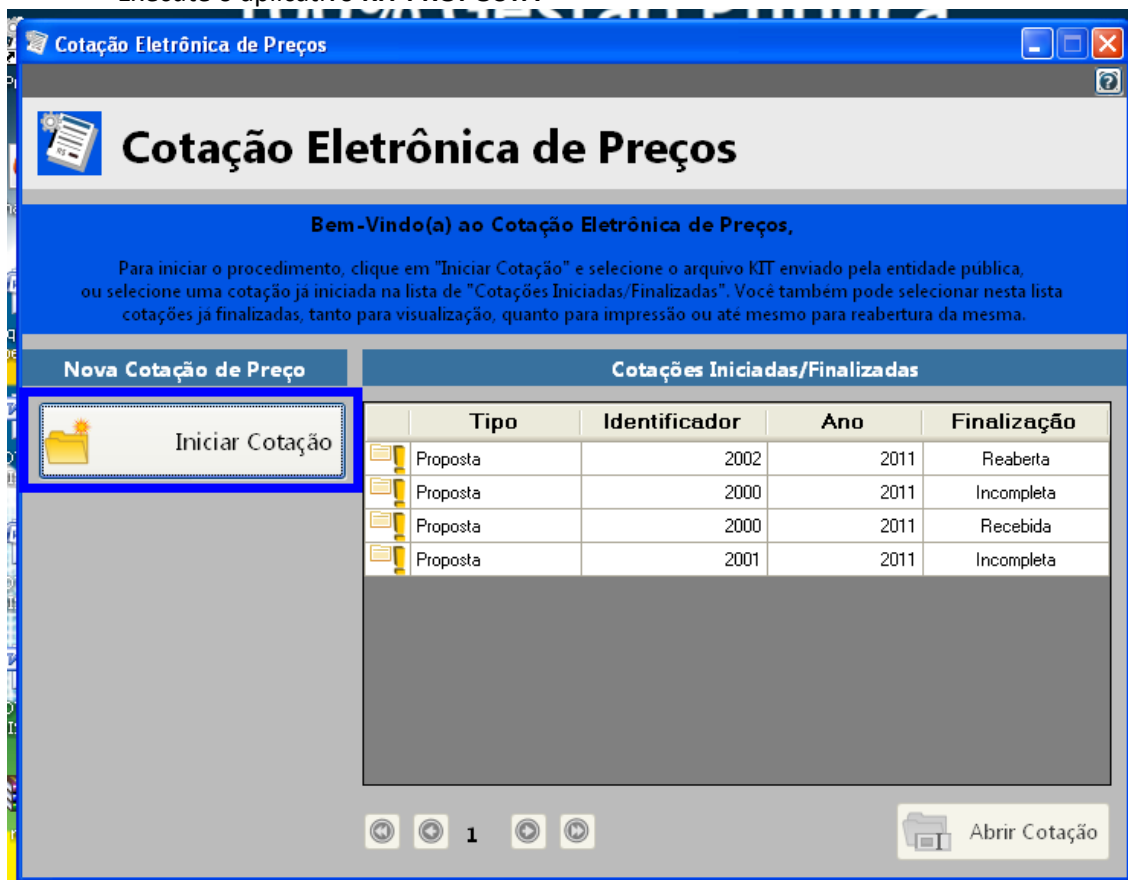 Cotação Eletrônica de Preços
Cotação Eletrônica de Preços
Bem-Vindo(a) ao Cotação Eletrônica de Preços,
Para iniciar o procedimento, clique em "Iniciar Cotação" e selecione o arquivo KIT enviado pela entidade pública,
ou selecione uma cotação já iniciada na lista de "Cotações Iniciadas/Finalizadas". Você também pode selecionar nesta lista
cotações já finalizadas, tanto para visualização, quanto para impressão ou até mesmo para reabertura da mesma.
Nova Cotação de Preço
Cotações Iniciadas/Finalizadas
Iniciar Cotação
Tipo Identificador Ano Finalização
Proposta 2002 2011 Reaberta
Proposta 2000 2011 Incompleta
Proposta 2000 2011 Recebida
Proposta 2001 2011 Incompleta
1
Abrir Cotação